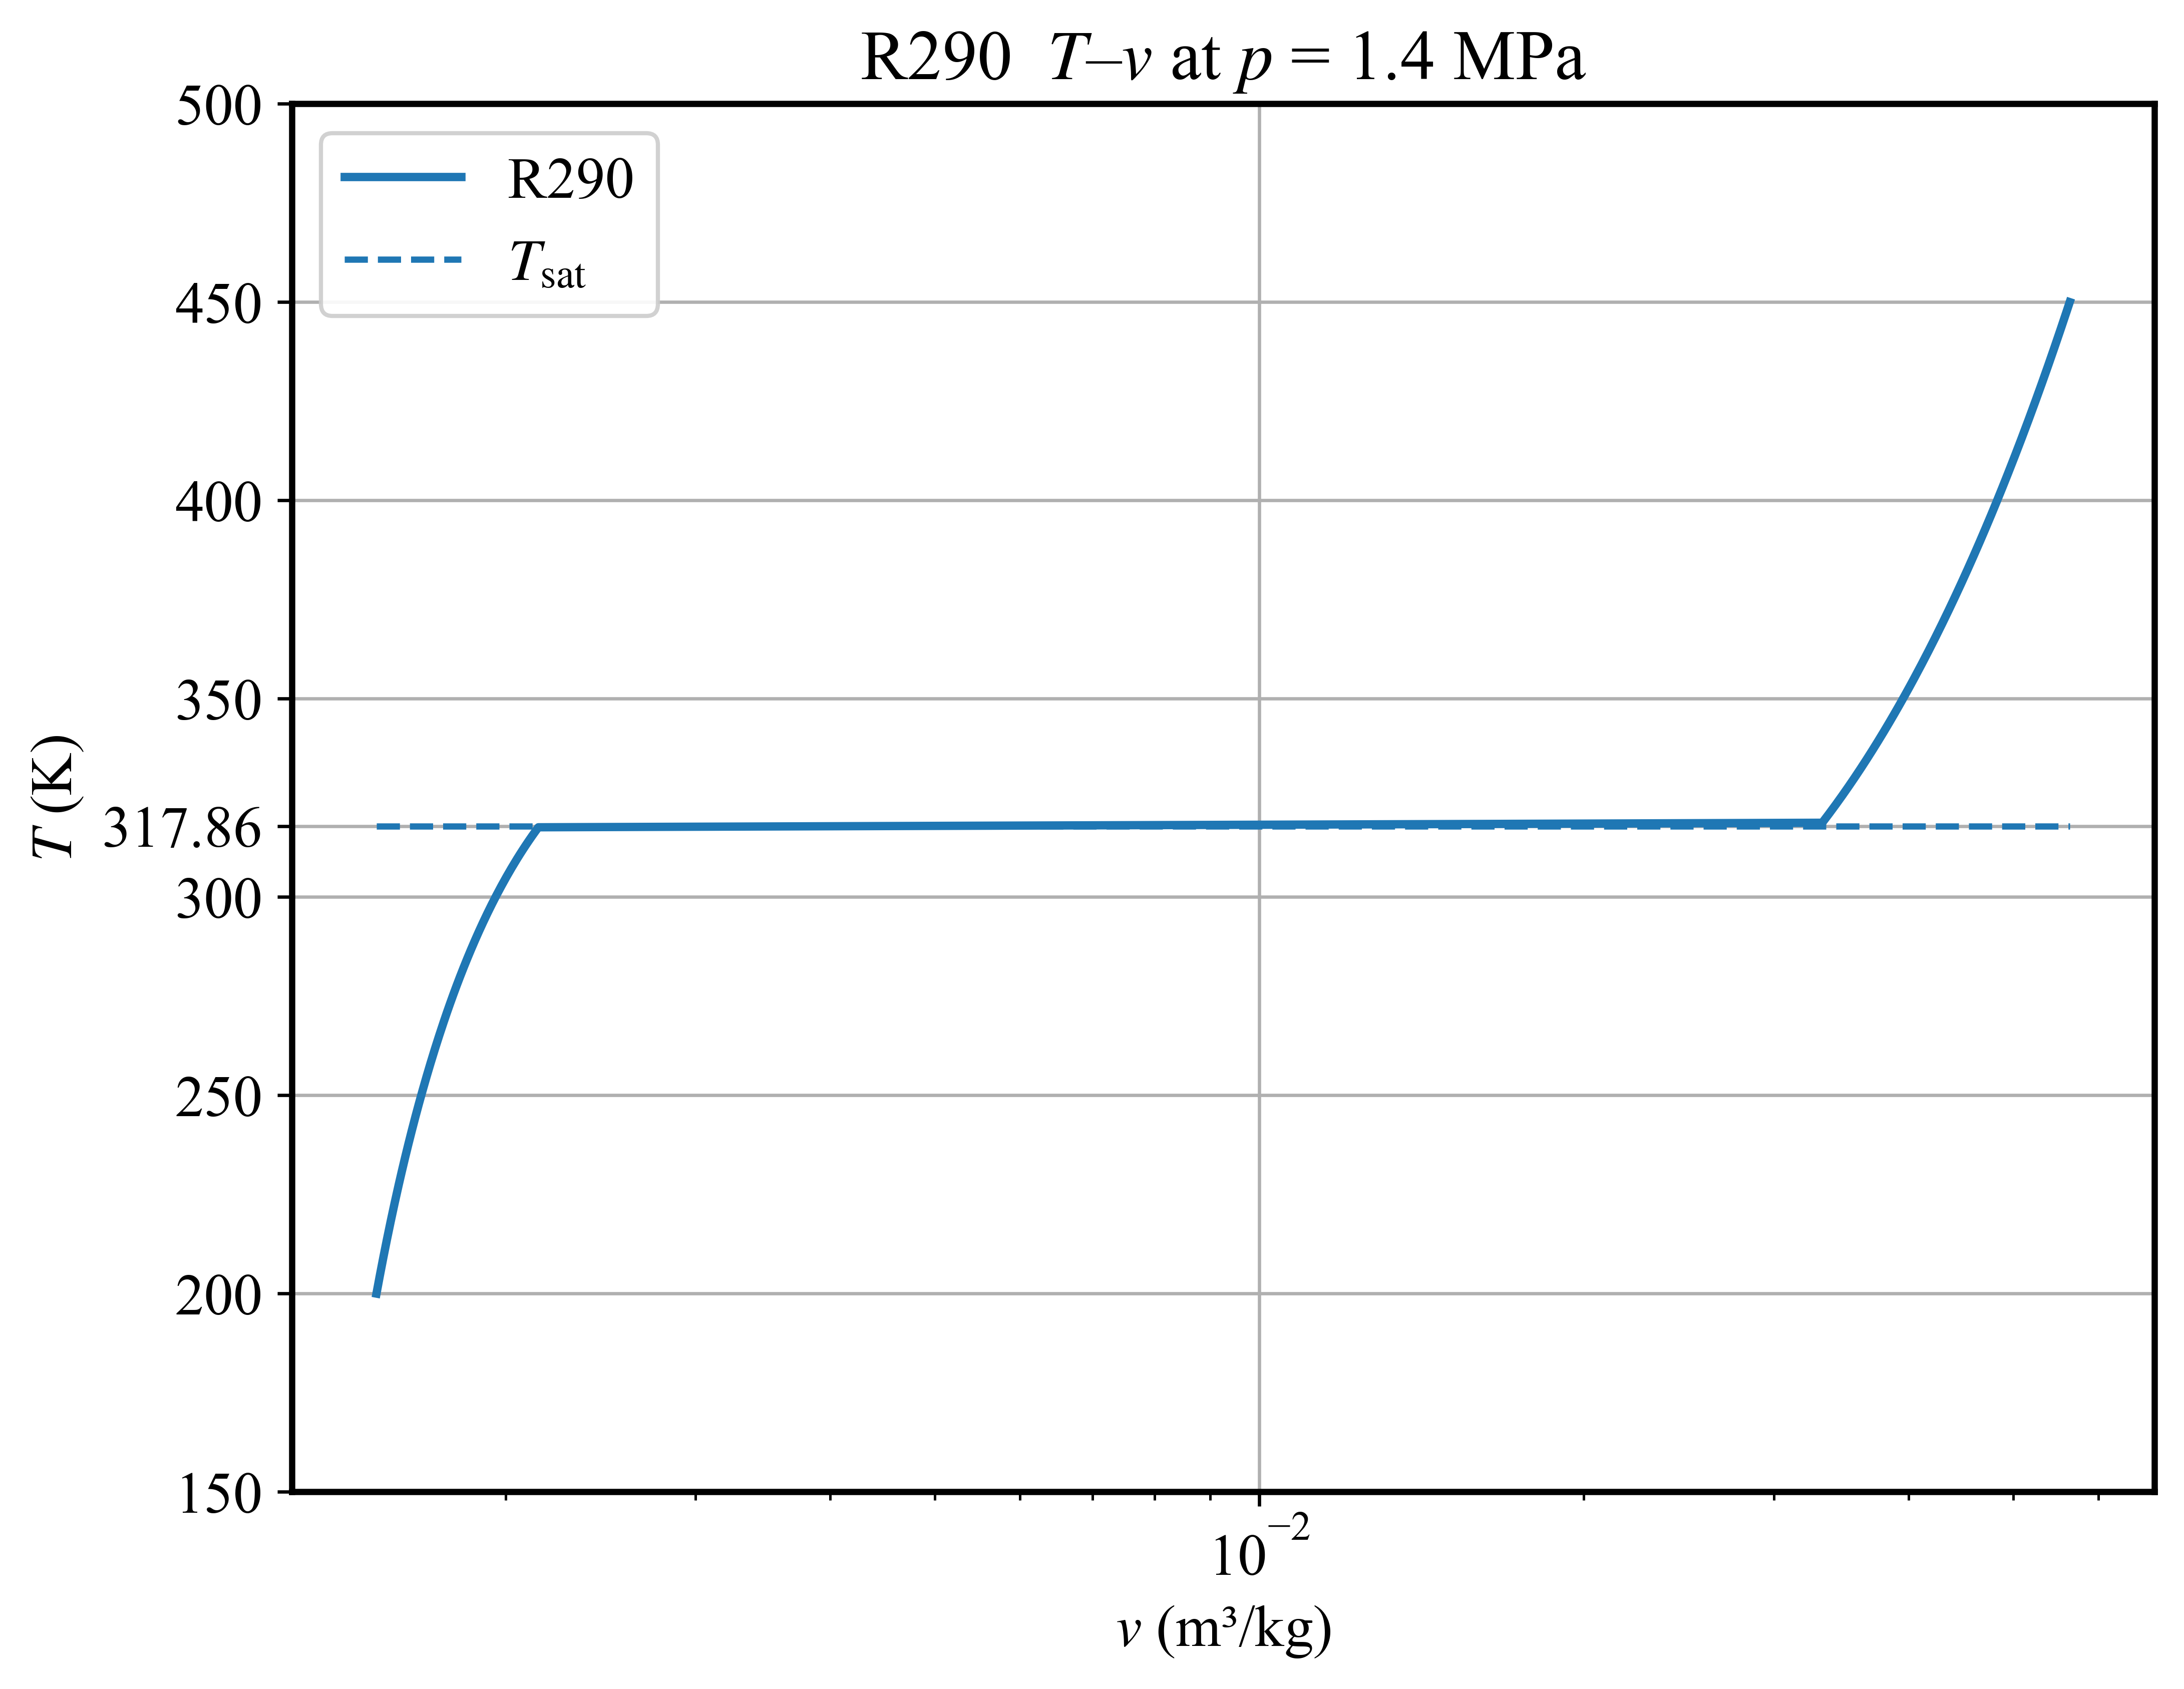 R290 T–v at p = 1.4 MPa
500
R290
T_sat
450
400
350
317.86
300
250
200
150
T (K)
10⁻²
v (m³/kg)